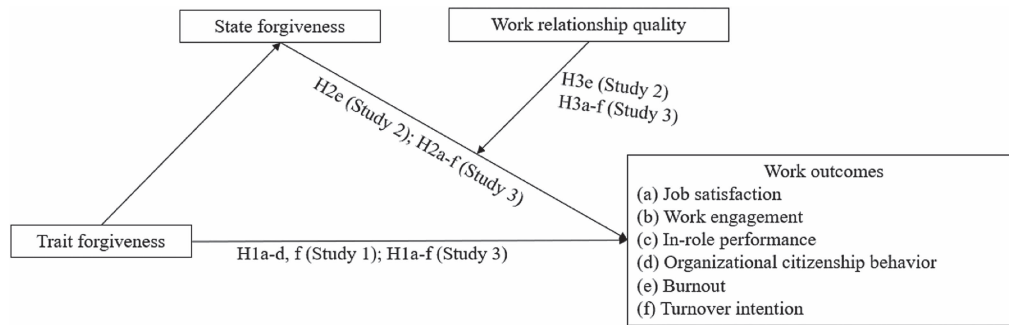 State forgiveness
Work relationship quality
H3e (Study 2)
H3a-f (Study 3)
H2e (Study 2); H2a-f (Study 3)
Work outcomes
(a) Job satisfaction
(b) Work engagement
(c) In-role performance
(d) Organizational citizenship behavior
(e) Burnout
(f) Turnover intention
Trait forgiveness
H1a-d, f (Study 1); H1a-f (Study 3)